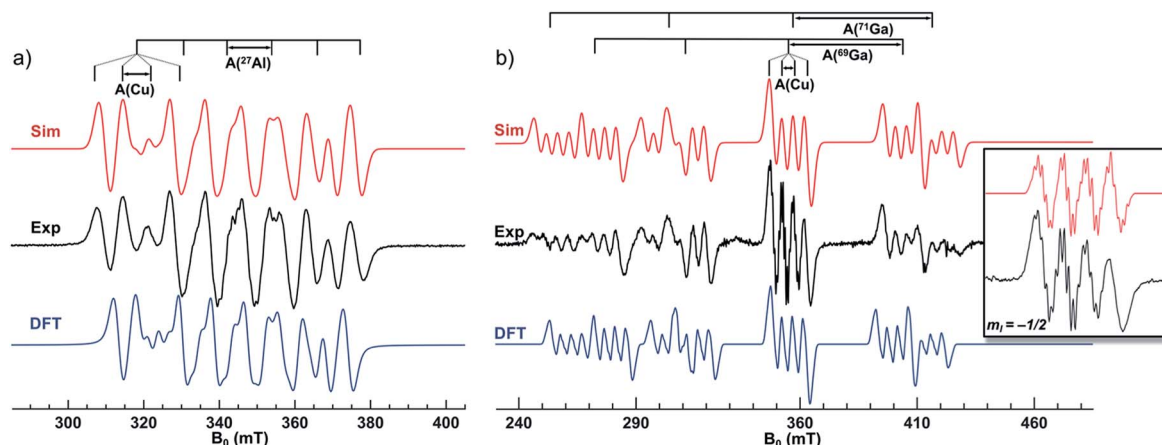 a)
A(²⁷Al)
A(Cu)
Sim
Exp
DFT
300 320 340 360 380 400
B₀ (mT)
b)
A(⁷¹Ga)
A(⁶⁹Ga)
A(Cu)
Sim
Exp
DFT
mI = −1/2
240 290 360 410 460
B₀ (mT)